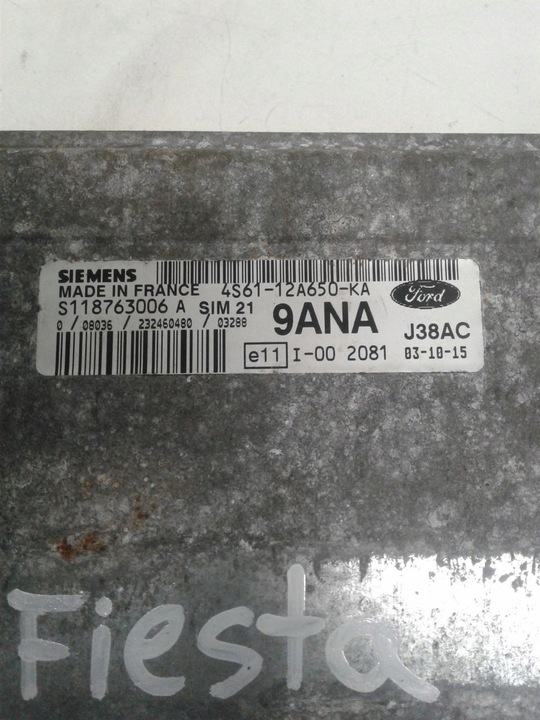 SIEMENS
MADE IN FRANCE 4S61-12A650-KA
S118763006 A SIM 21
0 / 08036 / 232460480 / 03288
9ANA
Ford
J38AC
e11 I-00 2081 03-10-15
Fiesta